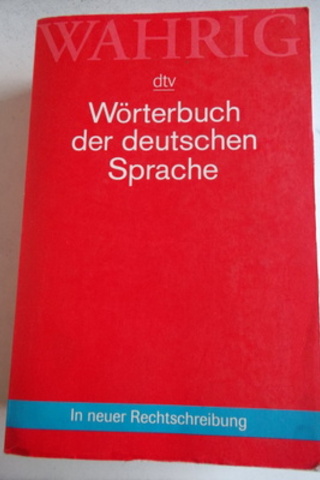 WAHRIG
dtv
Wörterbuch
der deutschen
Sprache
In neuer Rechtschreibung